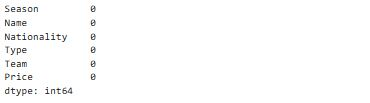 Season 0
Name 0
Nationality 0
Type 0
Team 0
Price 0
dtype: int64